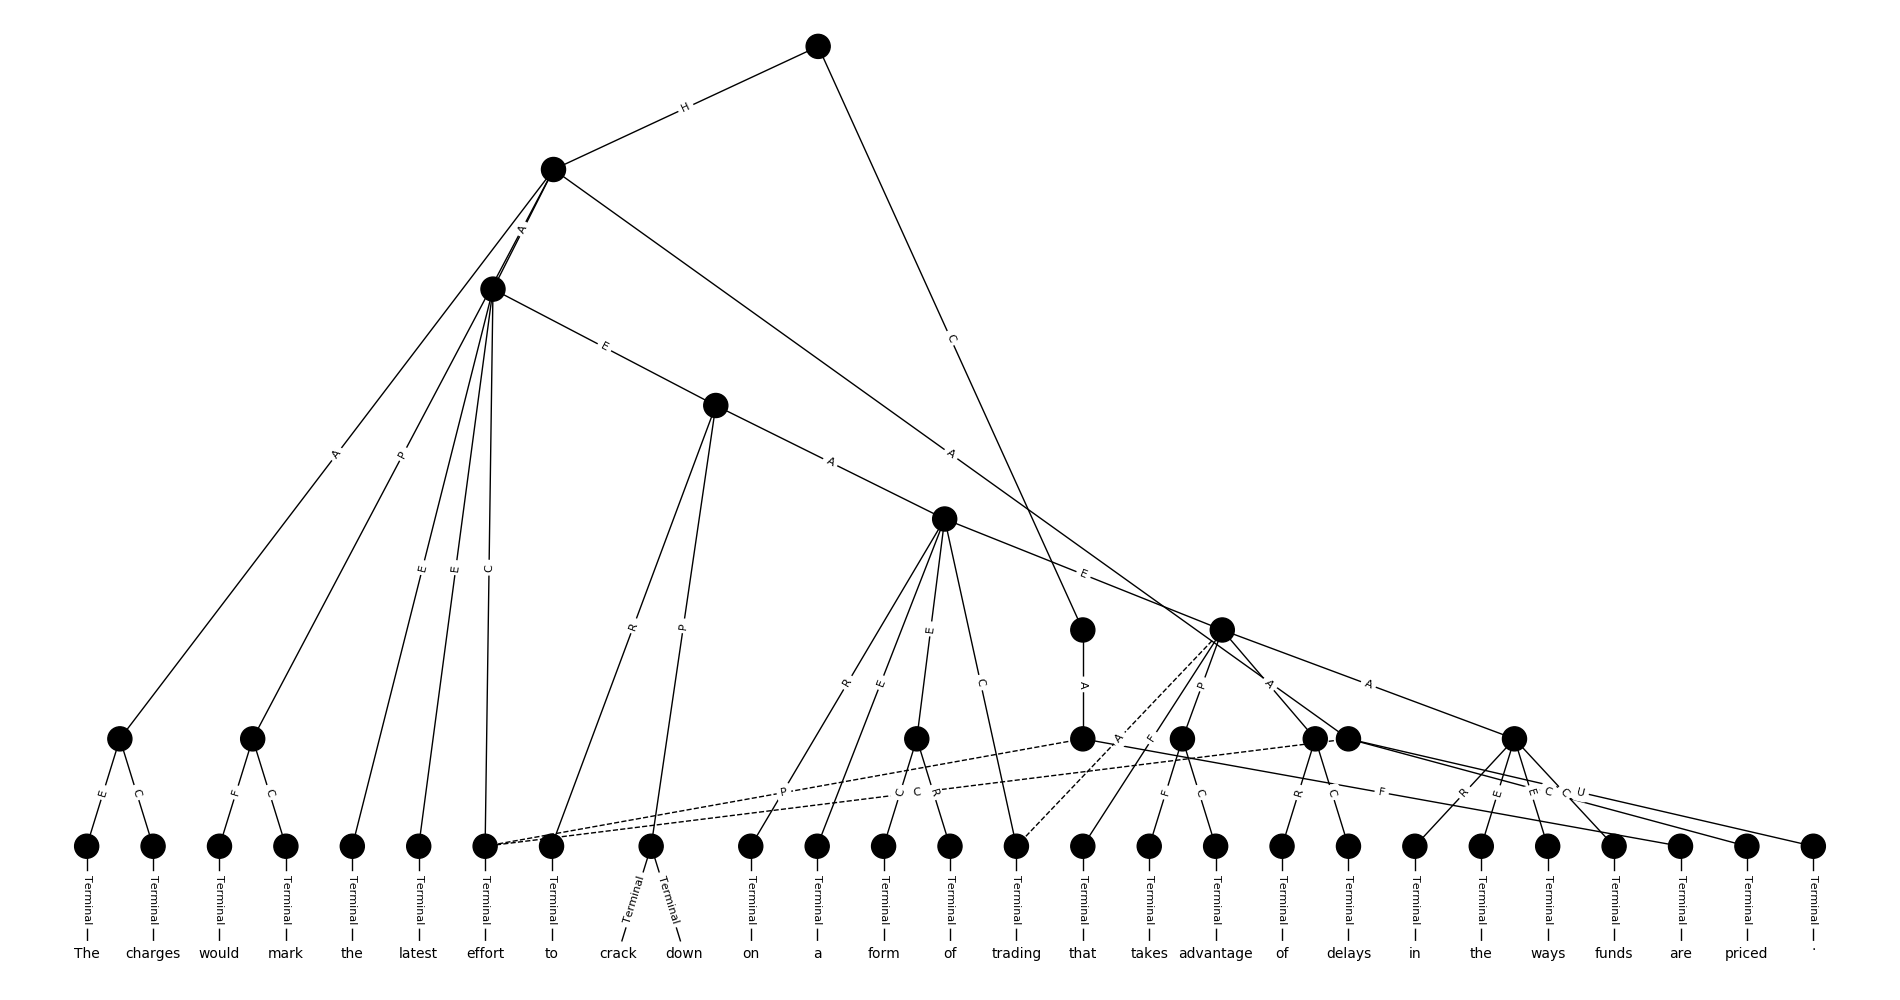 H
A
C
E
A
P
A
A
E
E
C
R
P
E
E
R
E
C
A
P
A
A
A
F
E
C
F
C
P
C
C
R
F
C
R
C
F
R
E
E
C
C
U
Terminal Terminal Terminal Terminal Terminal Terminal Terminal Terminal Terminal Terminal Terminal Terminal Terminal Terminal Terminal Terminal Terminal Terminal Terminal Terminal Terminal Terminal Terminal Terminal Terminal Terminal Terminal
The charges would mark the latest effort to crack down on a form of trading that takes advantage of delays in the ways funds are priced .